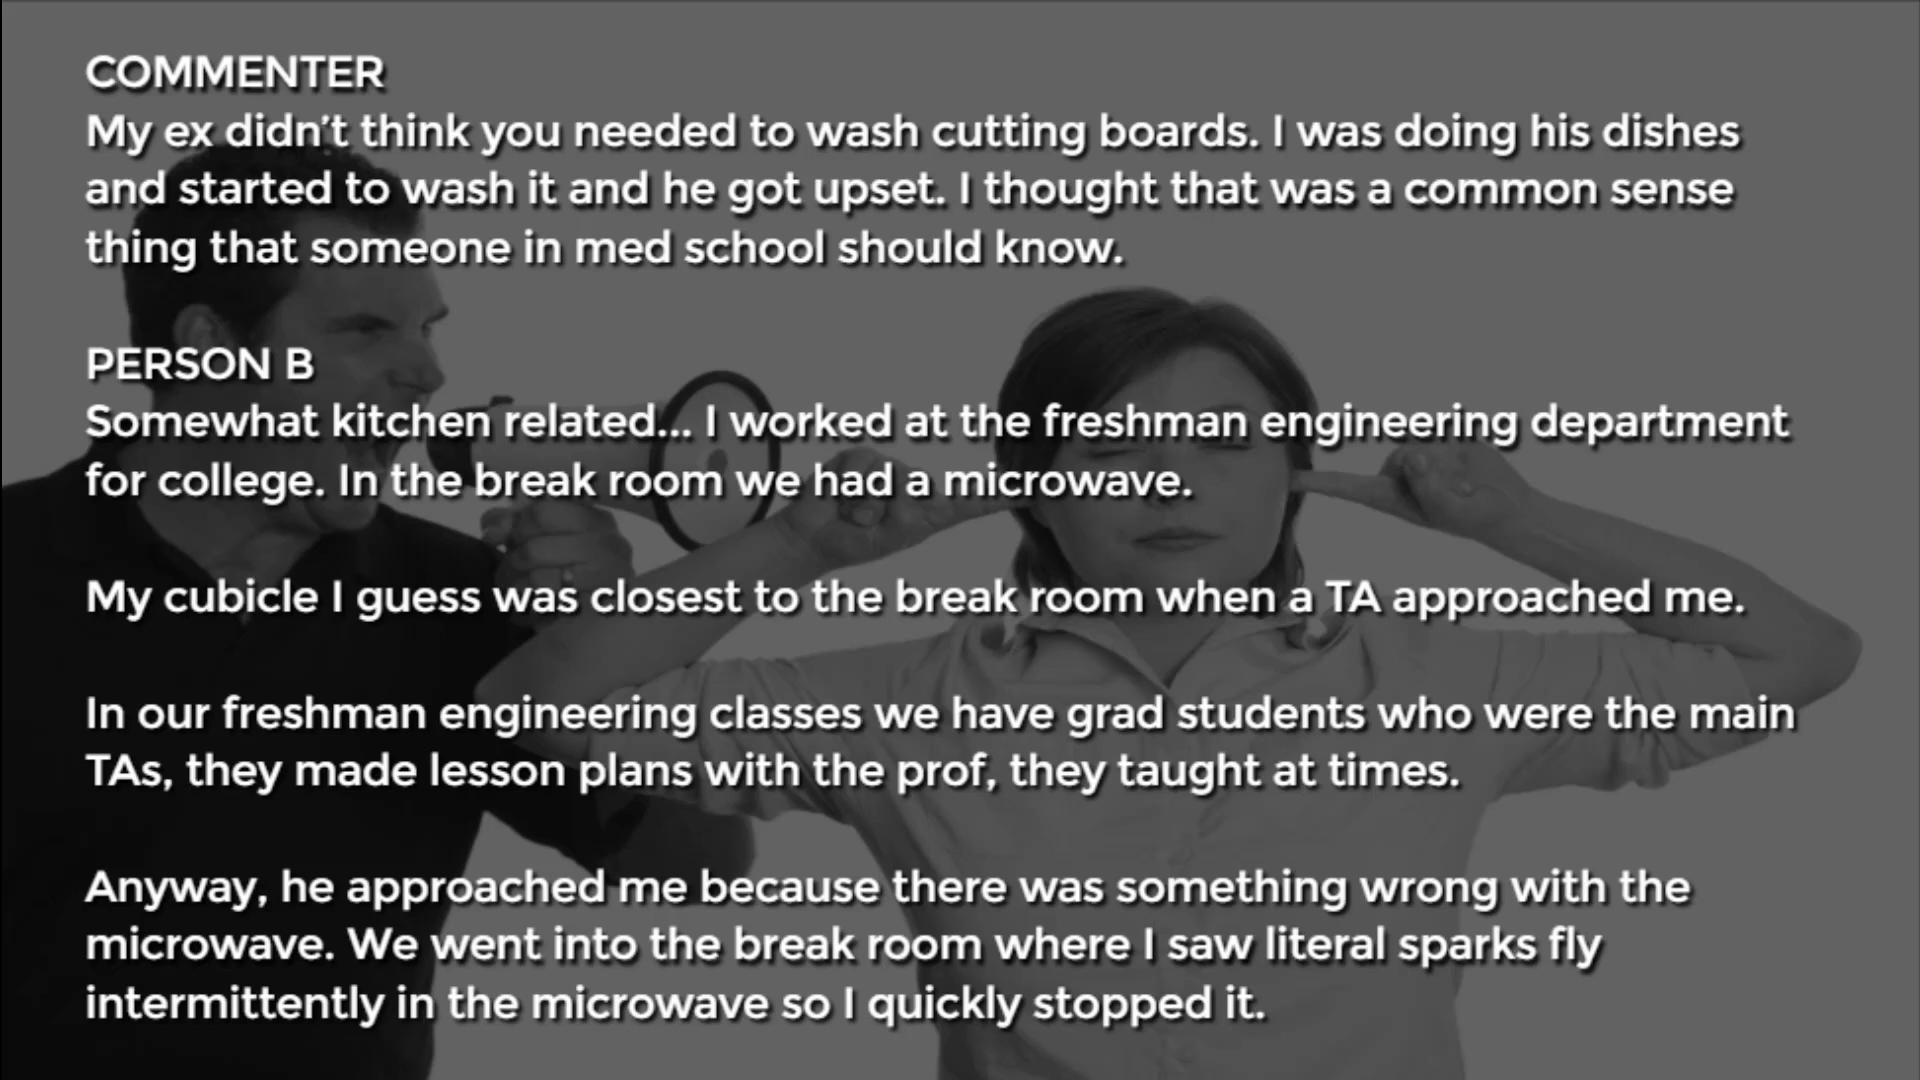 COMMENTER
My ex didn't think you needed to wash cutting boards. I was doing his dishes
and started to wash it and he got upset. I thought that was a common sense
thing that someone in med school should know.
PERSON B
Somewhat kitchen related... I worked at the freshman engineering department
for college. In the break room we had a microwave.
My cubicle I guess was closest to the break room when a TA approached me.
In our freshman engineering classes we have grad students who were the main
TAs, they made lesson plans with the prof, they taught at times.
Anyway, he approached me because there was something wrong with the
microwave. We went into the break room where I saw literal sparks fly
intermittently in the microwave so I quickly stopped it.